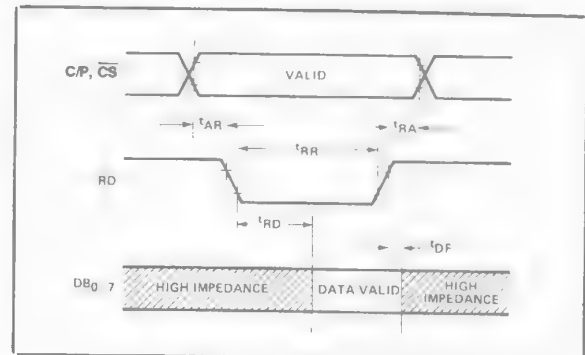 C/P, CS
VALID
tAR
tRA
tRR
RD
tRD
tDF
DB0 7
HIGH IMPEDANCE
DATA VALID
HIGH
IMPEDANCE